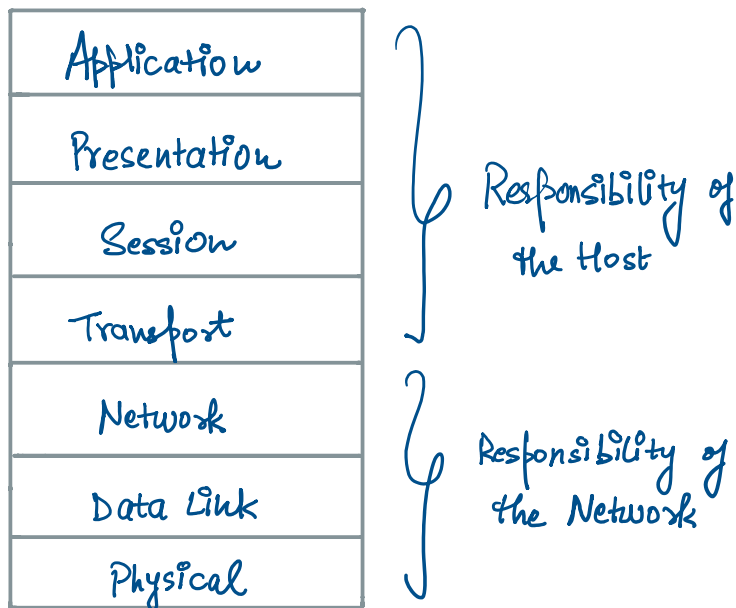 Application
Presentation
Session
Transport
Network
Data Link
Physical
Responsibility of
the Host
Responsibility of
the Network